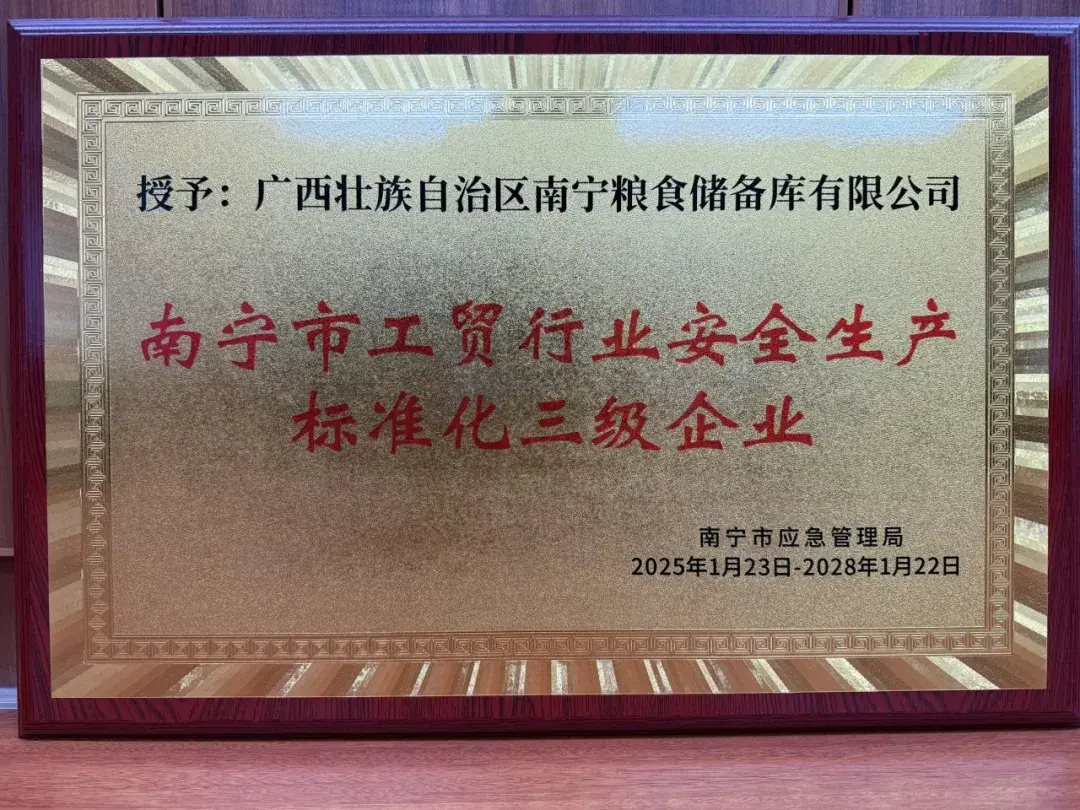 授予：广西壮族自治区南宁粮食储备库有限公司
南宁市工贸行业安全生产
标准化三级企业
南宁市应急管理局
2025年1月23日-2028年1月22日